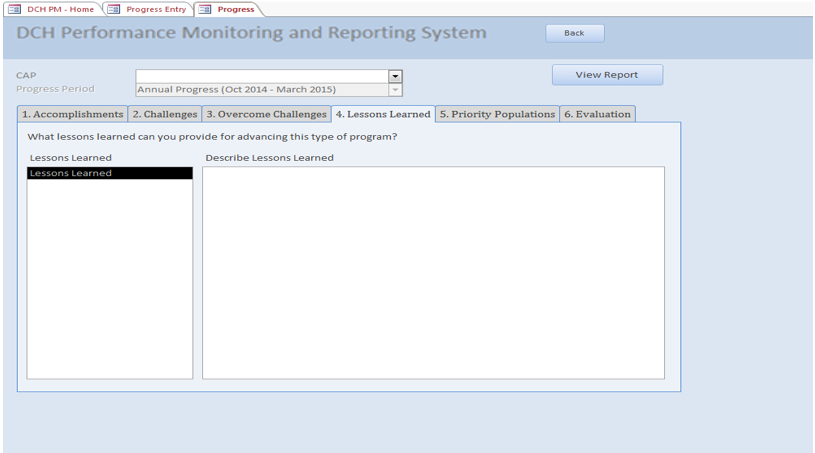 DCH PM - Home Progress Entry Progress
DCH Performance Monitoring and Reporting System Back
CAP
View Report
Progress Period Annual Progress (Oct 2014 - March 2015)
1. Accomplishments 2. Challenges 3. Overcome Challenges 4. Lessons Learned 5. Priority Populations 6. Evaluation
What lessons learned can you provide for advancing this type of program?
Lessons Learned Describe Lessons Learned
Lessons Learned